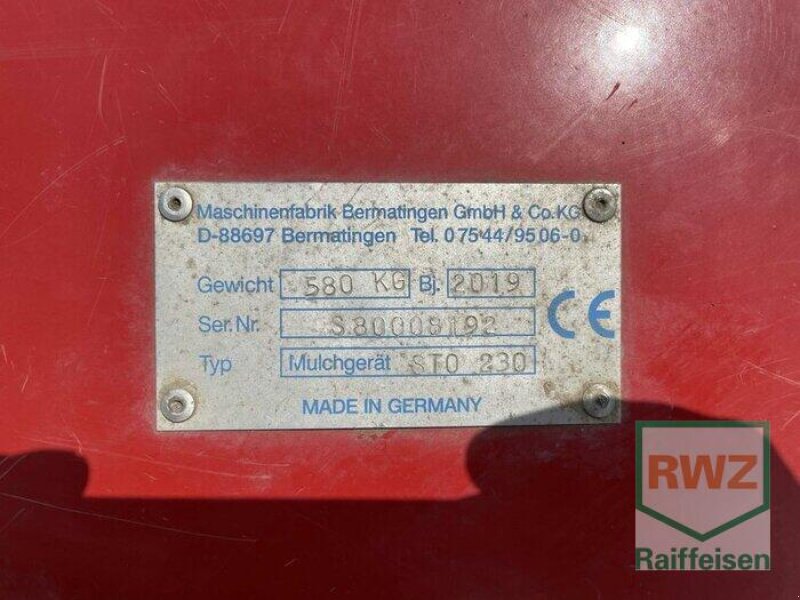 Maschinenfabrik Bermatingen GmbH & Co. KG
D-88697 Bermatingen Tel. 0 75 44/95 06-0
Gewicht 580 KG Bj. 2019
Ser. Nr.
Typ Mulchgerät STO 230
MADE IN GERMANY
CE
RWZ
Raiffeisen